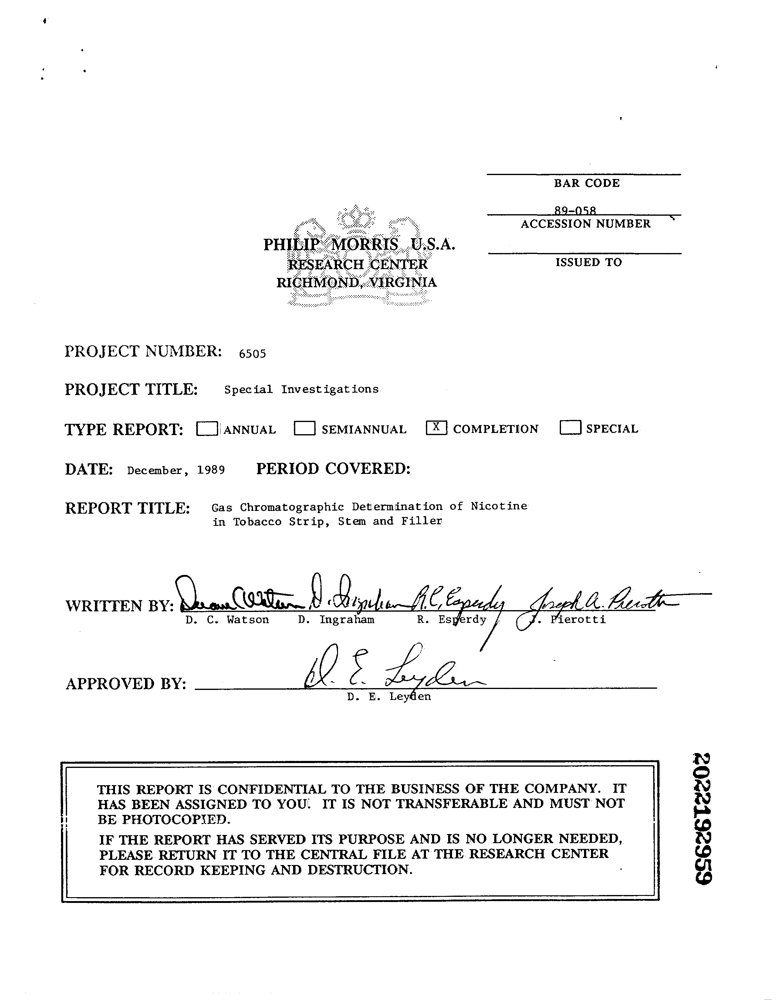 BAR CODE
89-058
ACCESSION NUMBER
ISSUED TO
PHILIP MORRIS U.S.A.
RESEARCH CENTER
RICHMOND, VIRGINIA
PROJECT NUMBER: 6505
PROJECT TITLE: Special Investigations
TYPE REPORT: ANNUAL SEMIANNUAL X COMPLETION SPECIAL
DATE: December, 1989 PERIOD COVERED:
REPORT TITLE: Gas Chromatographic Determination of Nicotine
in Tobacco Strip, Stem and Filler
WRITTEN BY: Duane C Watson D. Ingraham R.C. Esperdy Joseph A. Pierotti
D. C. Watson D. Ingraham R. Esperdy J. Pierotti
APPROVED BY: D. E. Leyden
D. E. Leyden
THIS REPORT IS CONFIDENTIAL TO THE BUSINESS OF THE COMPANY. IT
HAS BEEN ASSIGNED TO YOU. IT IS NOT TRANSFERABLE AND MUST NOT
BE PHOTOCOPIED.
IF THE REPORT HAS SERVED ITS PURPOSE AND IS NO LONGER NEEDED,
PLEASE RETURN IT TO THE CENTRAL FILE AT THE RESEARCH CENTER
FOR RECORD KEEPING AND DESTRUCTION.
2022192959